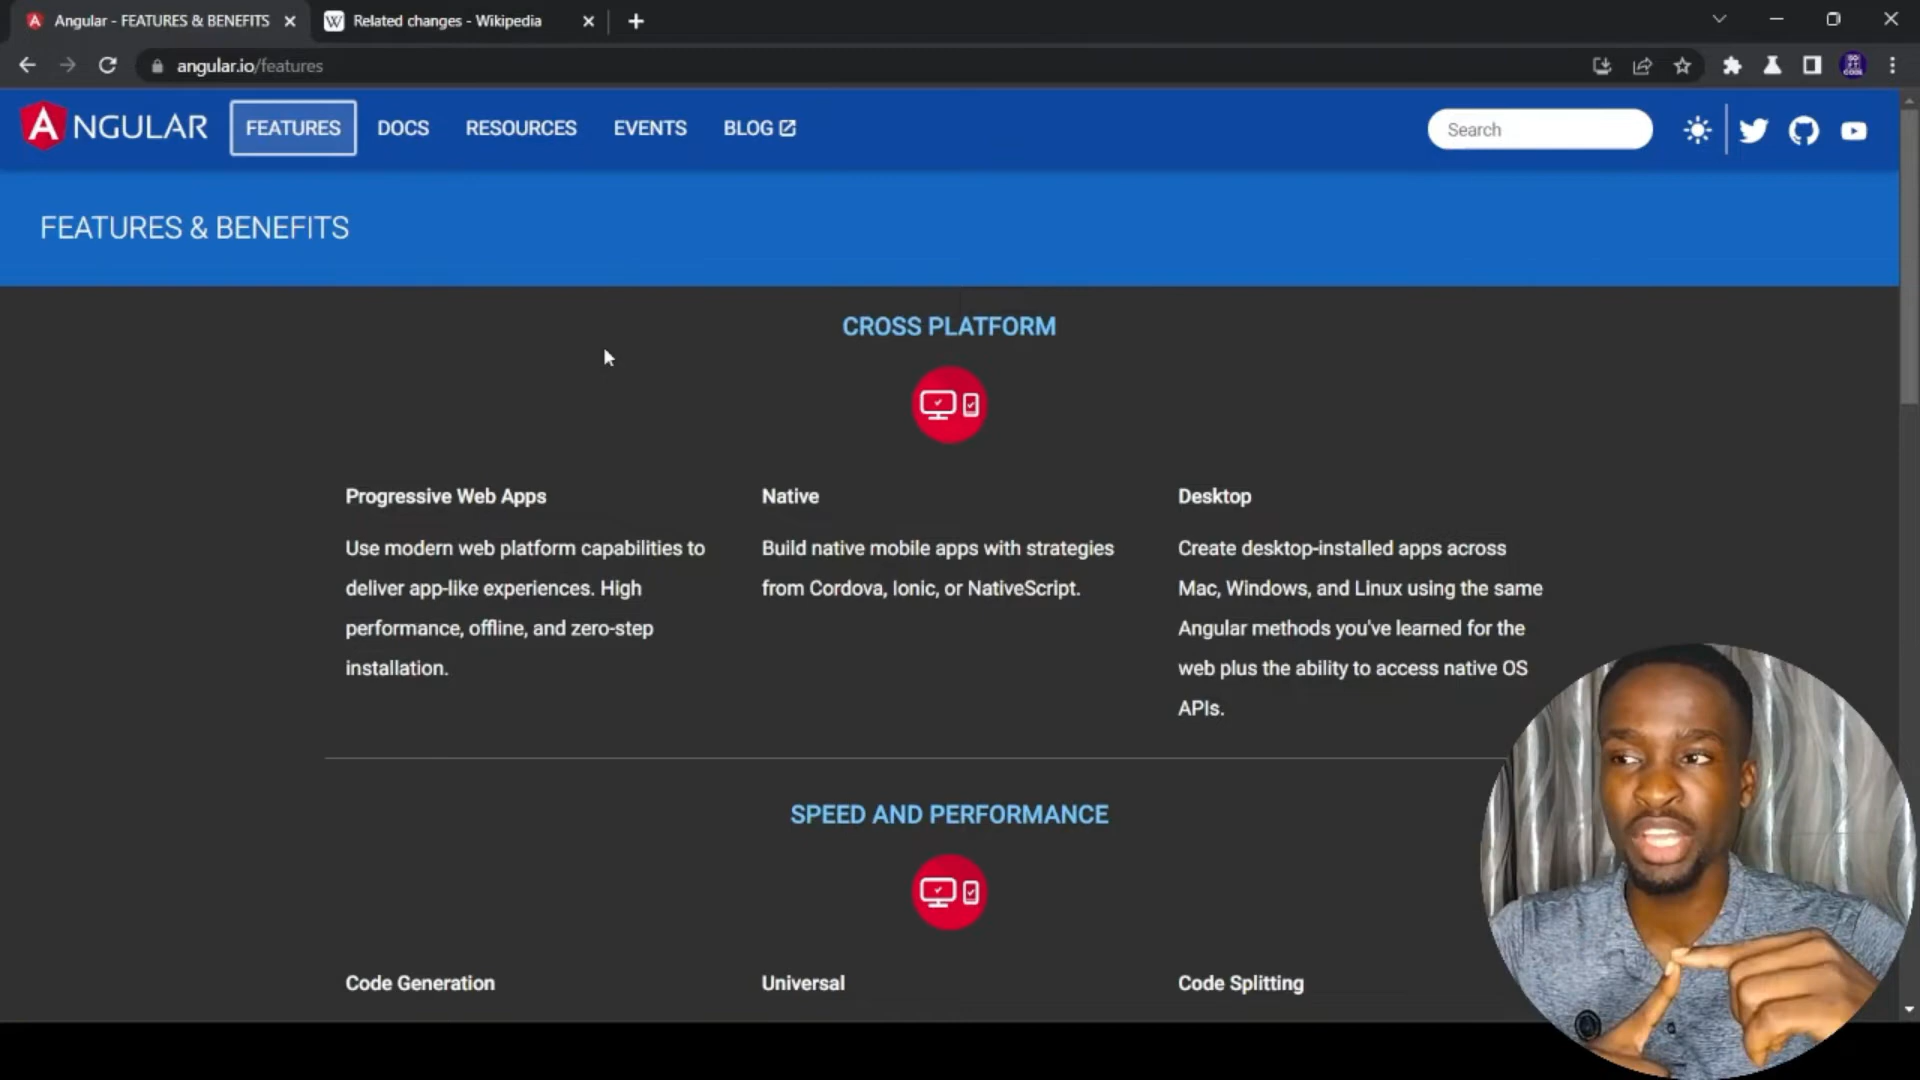 Angular - FEATURES & BENEFITS
Related changes - Wikipedia
angular.io/features
ANGULAR
FEATURES
DOCS
RESOURCES
EVENTS
BLOG
Search
FEATURES & BENEFITS
CROSS PLATFORM
Progressive Web Apps
Use modern web platform capabilities to
deliver app-like experiences. High
performance, offline, and zero-step
installation.
Native
Build native mobile apps with strategies
from Cordova, Ionic, or NativeScript.
Desktop
Create desktop-installed apps across
Mac, Windows, and Linux using the same
Angular methods you've learned for the
web plus the ability to access native OS
APIs.
SPEED AND PERFORMANCE
Code Generation
Universal
Code Splitting